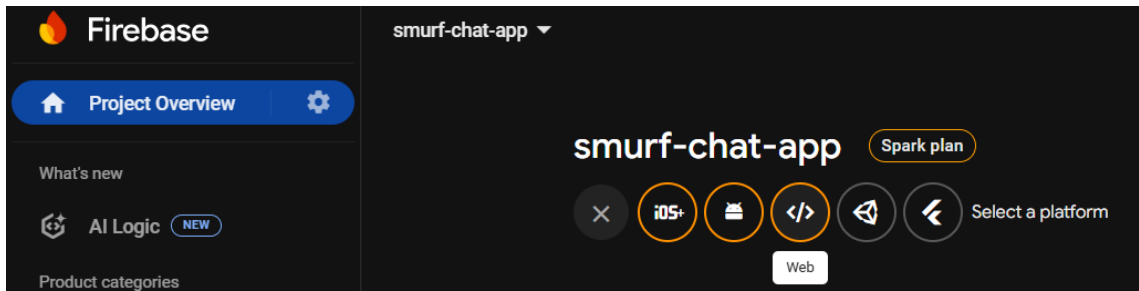 Firebase
smurf-chat-app
Project Overview
smurf-chat-app Spark plan
What's new
iOS+ </> Select a platform
AI Logic NEW
Web
Product categories